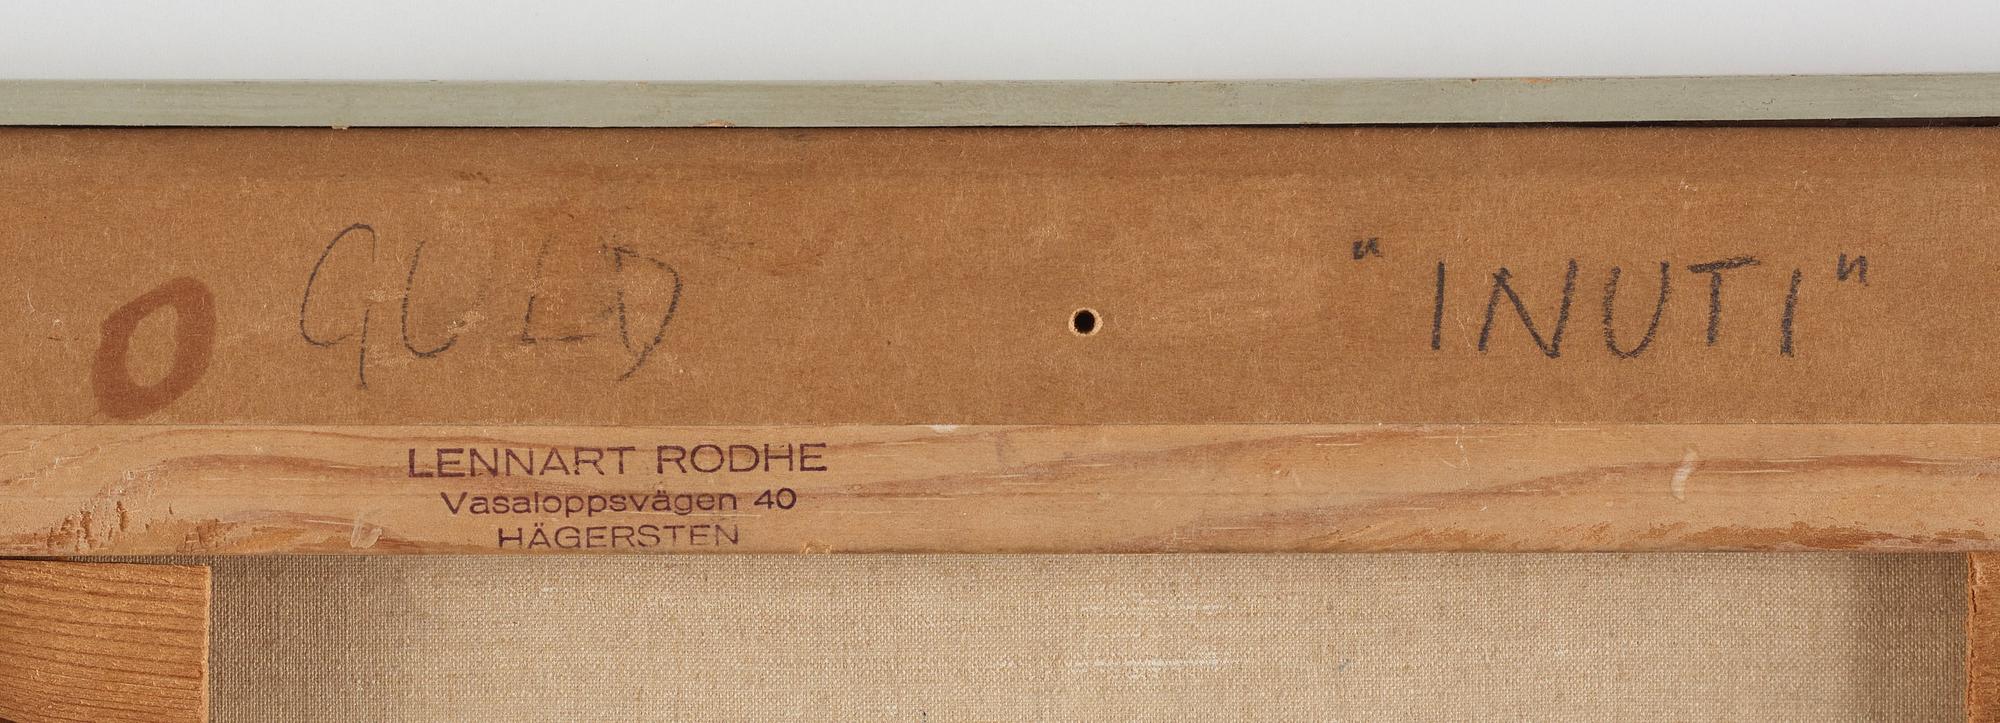 O GULD "INUTI"
LENNART RODHE
Vasaloppsvägen 40
HÄGERSTEN